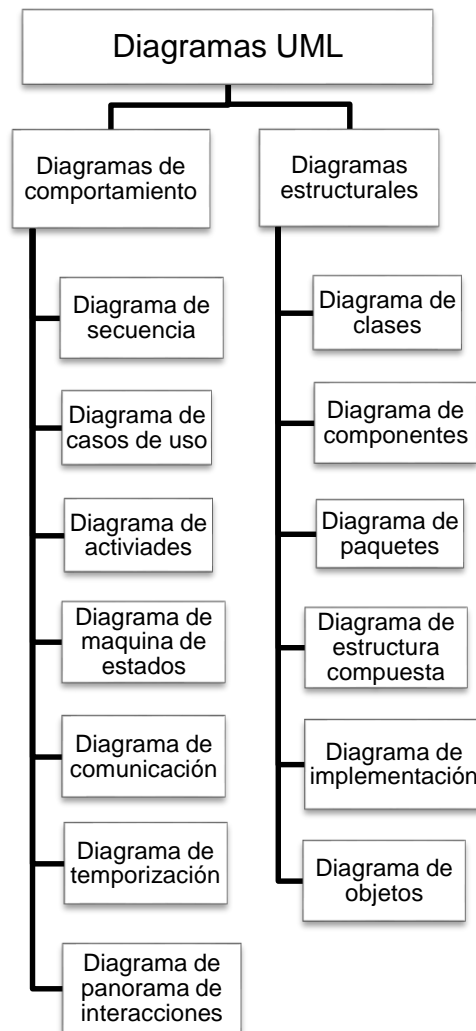 Diagramas UML
Diagramas de
comportamiento
Diagrama de
secuencia
Diagrama de
casos de uso
Diagrama de
activiades
Diagrama de
maquina de
estados
Diagrama de
comunicación
Diagrama de
temporización
Diagrama de
panorama de
interacciones
Diagramas
estructurales
Diagrama de
clases
Diagrama de
componentes
Diagrama de
paquetes
Diagrama de
estructura
compuesta
Diagrama de
implementación
Diagrama de
objetos